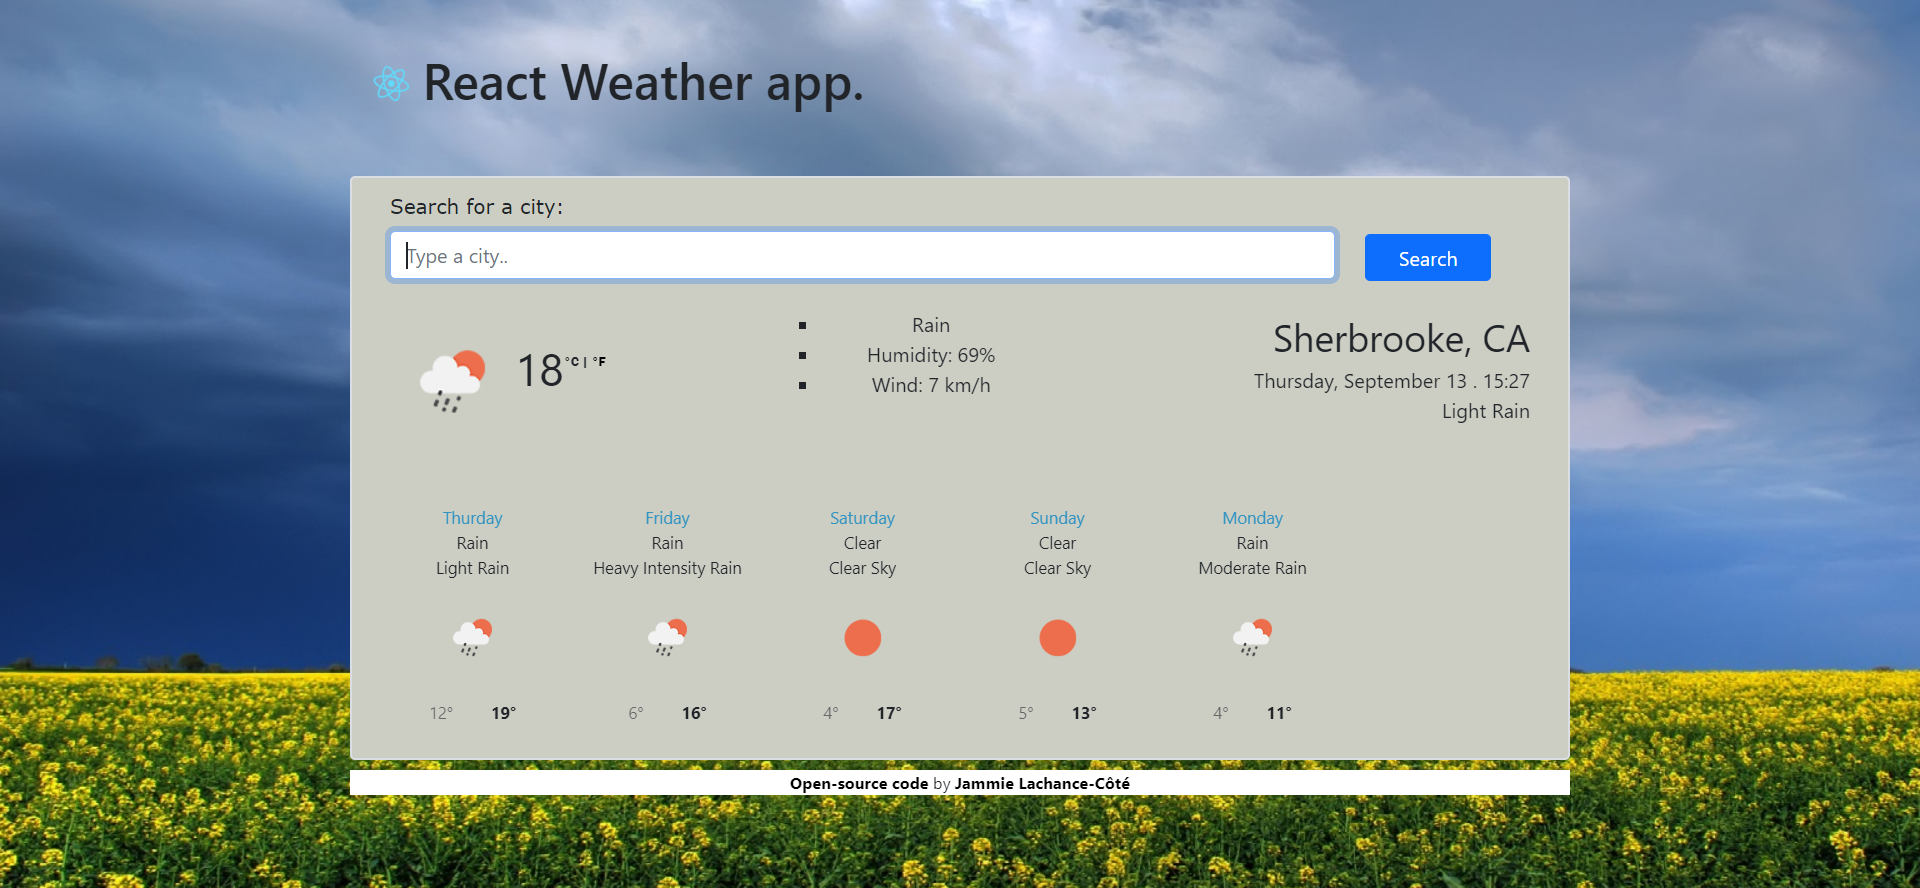 React Weather app.
Search for a city:
Type a city..
Search
18 °C | °F
Rain
Humidity: 69%
Wind: 7 km/h
Sherbrooke, CA
Thursday, September 13 . 15:27
Light Rain
Thurday
Rain
Light Rain
12° 19°
Friday
Rain
Heavy Intensity Rain
6° 16°
Saturday
Clear
Clear Sky
4° 17°
Sunday
Clear
Clear Sky
5° 13°
Monday
Rain
Moderate Rain
4° 11°
Open-source code by Jammie Lachance-Côté